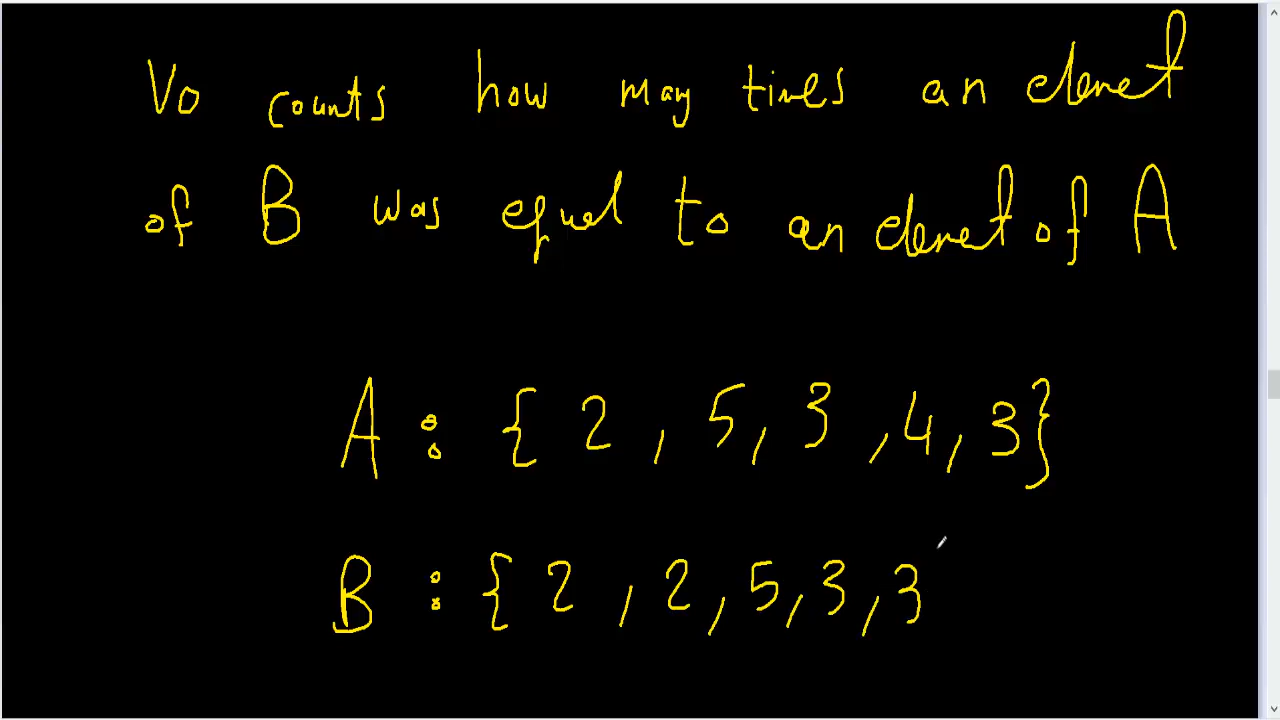 Vo counts how may times an elemet
of B was equal to an elemet of A
A : { 2 , 5 , 3 , 4 , 3 }
B : { 2 , 2 , 5 , 3 , 3